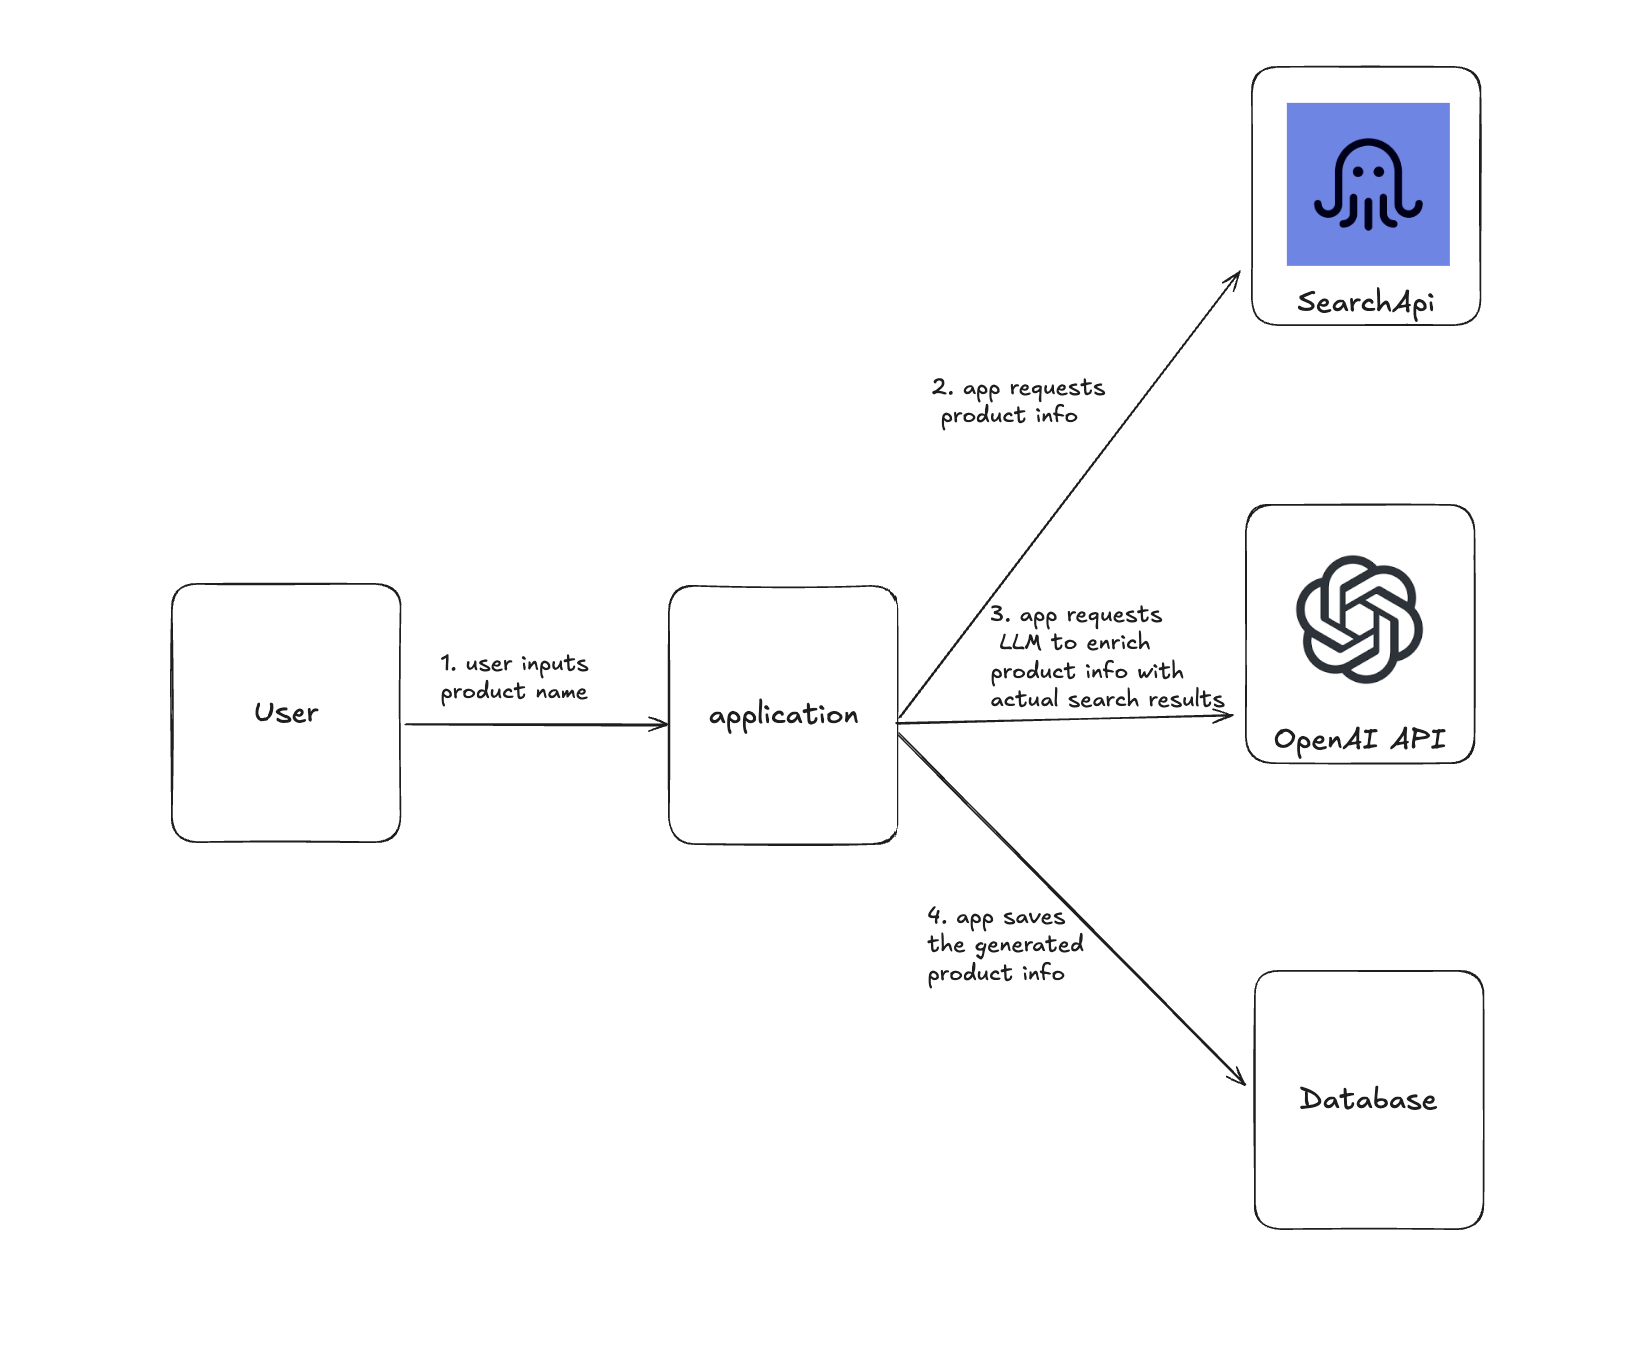 SearchApi
2. app requests
product info
3. app requests
LLM to enrich
product info with
actual search results
OpenAI API
1. user inputs
product name
User
application
4. app saves
the generated
product info
Database